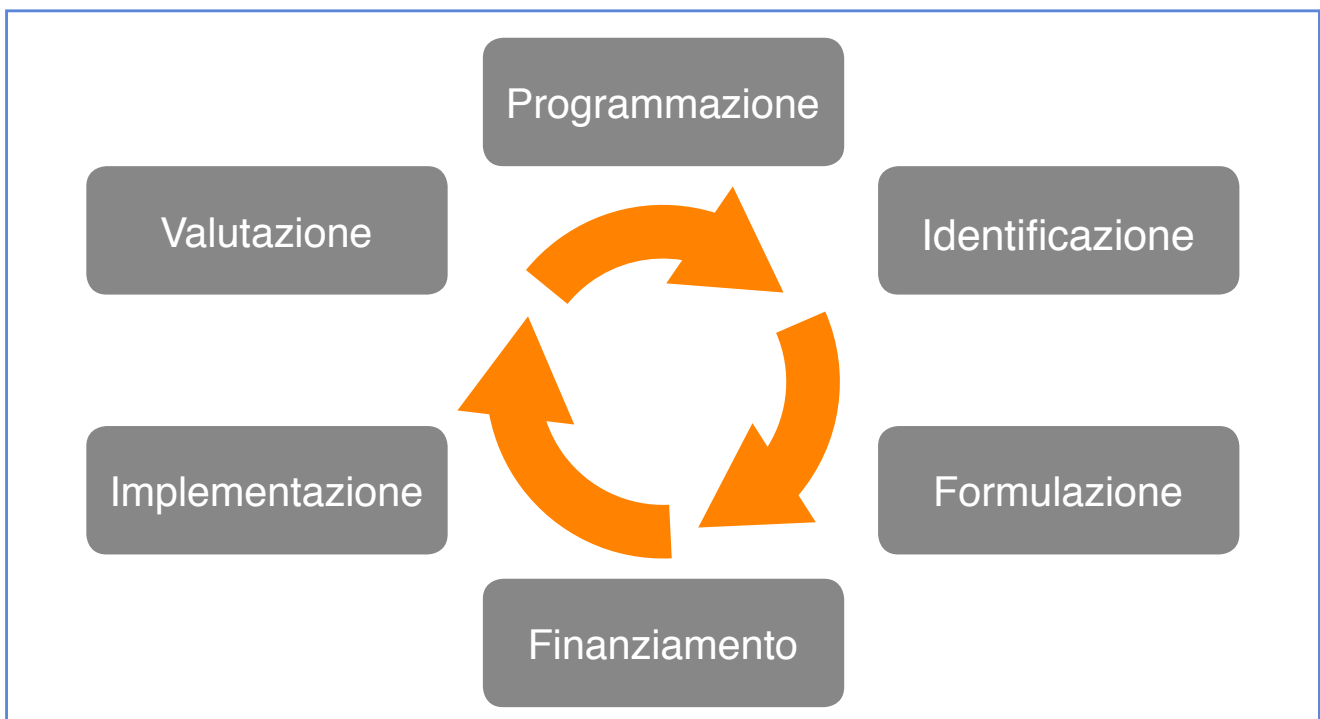 Programmazione
Valutazione
Identificazione
Implementazione
Formulazione
Finanziamento